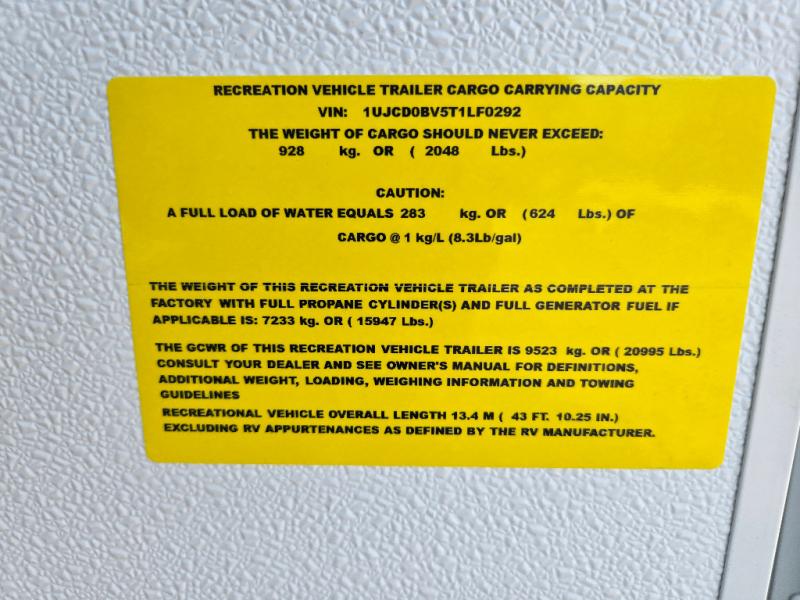 RECREATION VEHICLE TRAILER CARGO CARRYING CAPACITY
VIN: 1UJCD0BV5T1LF0292
THE WEIGHT OF CARGO SHOULD NEVER EXCEED:
928 kg. OR ( 2048 Lbs.)
CAUTION:
A FULL LOAD OF WATER EQUALS 283 kg. OR (624 Lbs.) OF
CARGO @ 1 kg/L (8.3Lb/gal)
THE WEIGHT OF THIS RECREATION VEHICLE TRAILER AS COMPLETED AT THE
FACTORY WITH FULL PROPANE CYLINDER(S) AND FULL GENERATOR FUEL IF
APPLICABLE IS: 7233 kg. OR ( 15947 Lbs.)
THE GCWR OF THIS RECREATION VEHICLE TRAILER IS 9523 kg. OR ( 20995 Lbs.)
CONSULT YOUR DEALER AND SEE OWNER'S MANUAL FOR DEFINITIONS,
ADDITIONAL WEIGHT, LOADING, WEIGHING INFORMATION AND TOWING
GUIDELINES
RECREATIONAL VEHICLE OVERALL LENGTH 13.4 M ( 43 FT. 10.25 IN.)
EXCLUDING RV APPURTENANCES AS DEFINED BY THE RV MANUFACTURER.